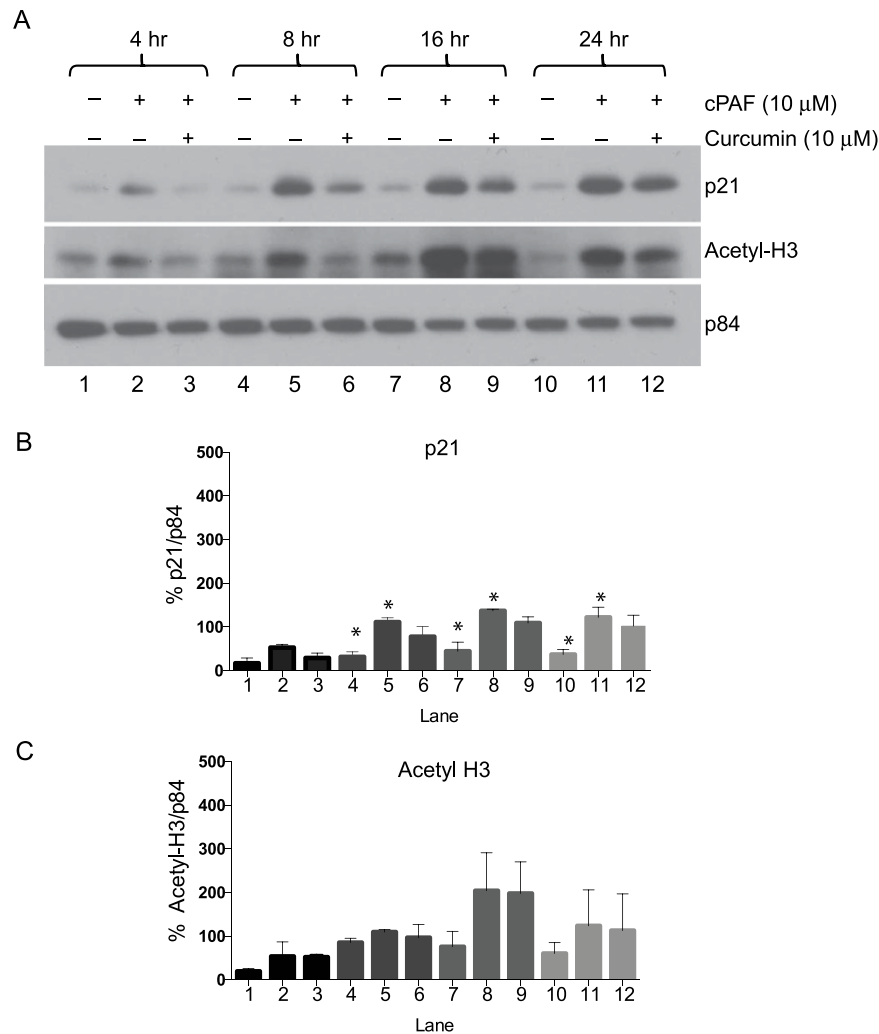 A
4 hr 8 hr 16 hr 24 hr
– + + – + + – + + – + + cPAF (10 μM)
– – + – – + – – + – – + Curcumin (10 μM)
p21
Acetyl-H3
p84
1 2 3 4 5 6 7 8 9 10 11 12
B
p21
% p21/p84
500
400
300
200
100
0
* * * * * *
1 2 3 4 5 6 7 8 9 10 11 12
Lane
C
Acetyl H3
% Acetyl-H3/p84
500
400
300
200
100
0
1 2 3 4 5 6 7 8 9 10 11 12
Lane